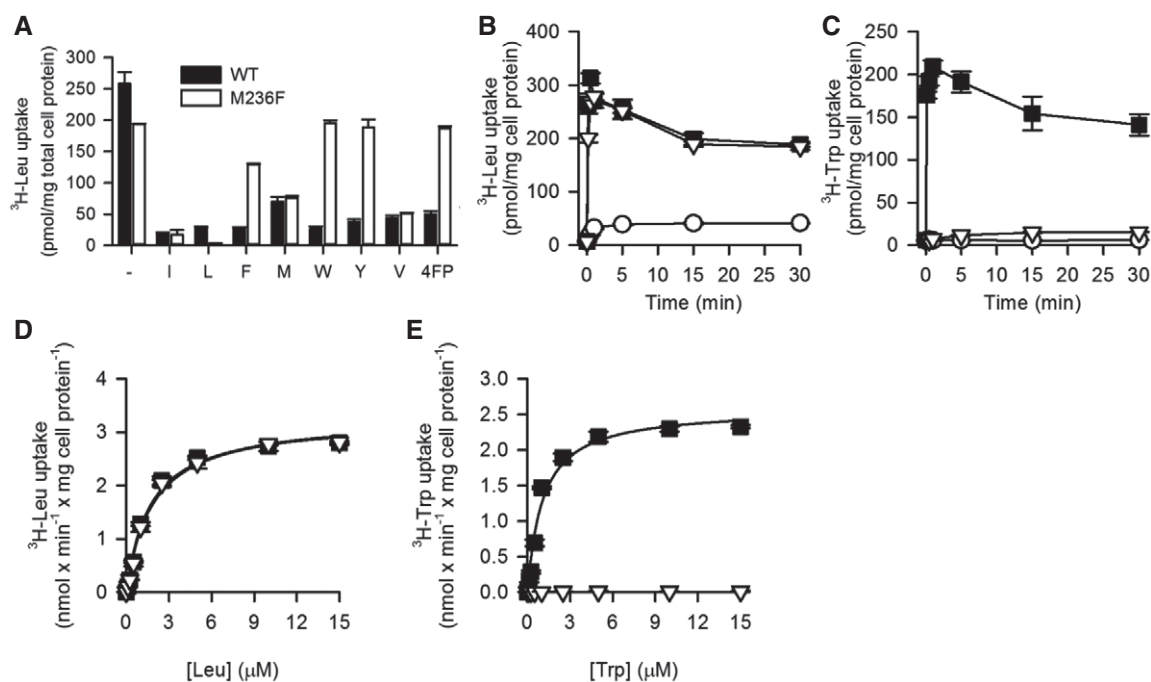 A
³H-Leu uptake
(pmol/mg total cell protein)
300
250
200
150
100
50
0
WT
M236F
- I L F M W Y V 4FP
B
³H-Leu uptake
(pmol/mg cell protein)
400
300
200
100
0
0 5 10 15 20 25 30
Time (min)
C
³H-Trp uptake
(pmol/mg cell protein)
250
200
150
100
50
0
0 5 10 15 20 25 30
Time (min)
D
³H-Leu uptake
(nmol x min⁻¹ x mg cell protein⁻¹)
4
3
2
1
0
0 3 6 9 12 15
[Leu] (μM)
E
³H-Trp uptake
(nmol x min⁻¹ x mg cell protein⁻¹)
3.0
2.5
2.0
1.5
1.0
0.5
0.0
0 3 6 9 12 15
[Trp] (μM)